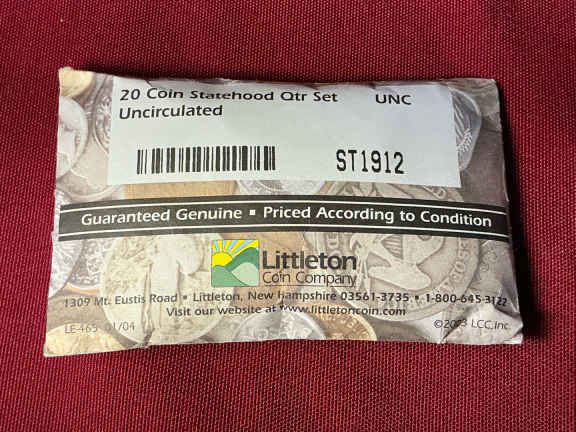 20 Coin Statehood Qtr Set UNC
Uncirculated
ST1912
Guaranteed Genuine ▪ Priced According to Condition
Littleton
Coin Company
1309 Mt. Eustis Road • Littleton, New Hampshire 03561-3735 • 1-800-645-3122
Visit our website at www.littletoncoin.com
LE-465 01/04 ©2003 LCC, Inc.